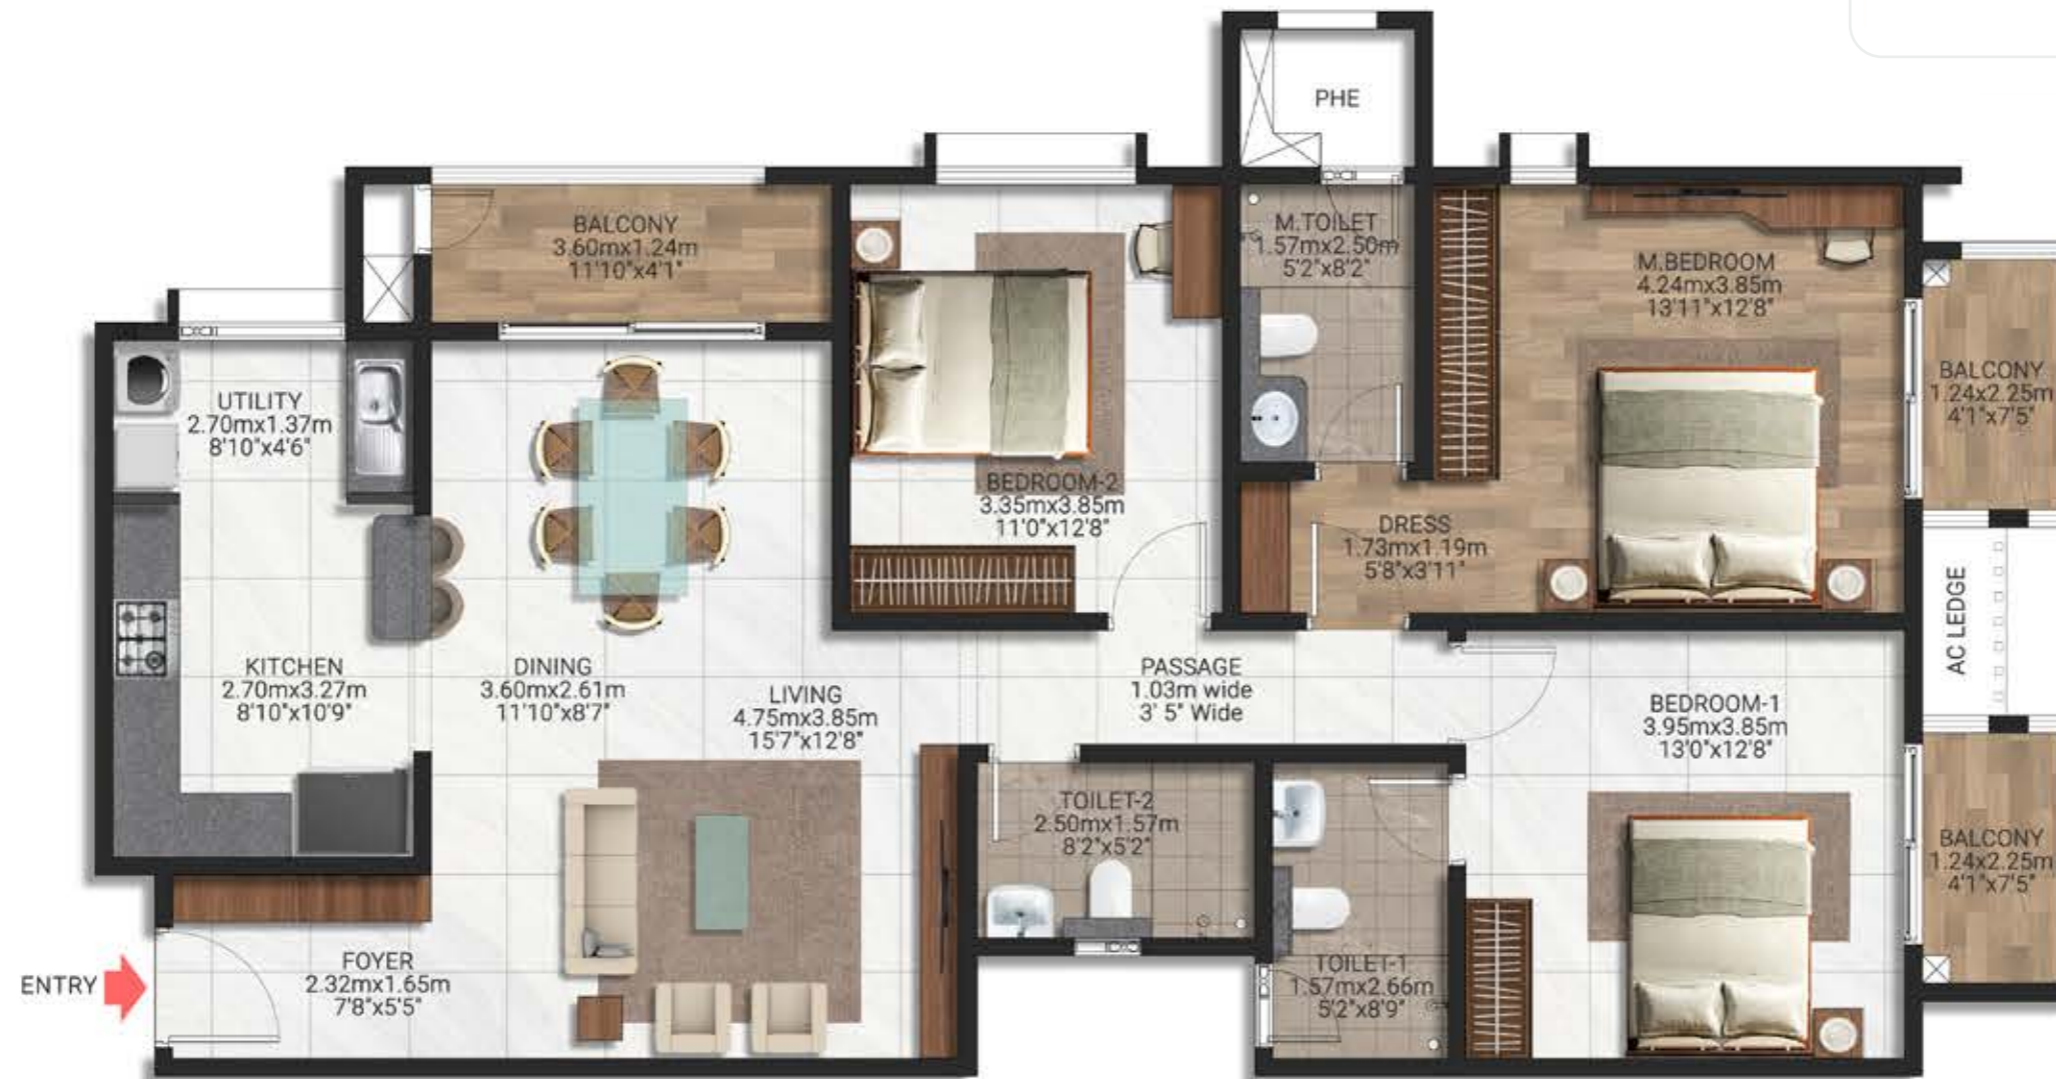 PHE
BALCONY
3.60mx1.24m
11'10"x4'1"
M.TOILET
1.57mx2.50m
5'2"x8'2"
M.BEDROOM
4.24mx3.85m
13'11"x12'8"
BALCONY
1.24x2.25m
4'1"x7'5"
UTILITY
2.70mx1.37m
8'10"x4'6"
BEDROOM-2
3.35mx3.85m
11'0"x12'8"
DRESS
1.73mx1.19m
5'8"x3'11"
AC LEDGE
KITCHEN
2.70mx3.27m
8'10"x10'9"
DINING
3.60mx2.61m
11'10"x8'7"
LIVING
4.75mx3.85m
15'7"x12'8"
PASSAGE
1.03m wide
3' 5" Wide
BEDROOM-1
3.95mx3.85m
13'0"x12'8"
TOILET-2
2.50mx1.57m
8'2"x5'2"
BALCONY
1.24x2.25m
4'1"x7'5"
ENTRY
FOYER
2.32mx1.65m
7'8"x5'5"
TOILET-1
1.57mx2.66m
5'2"x8'9"